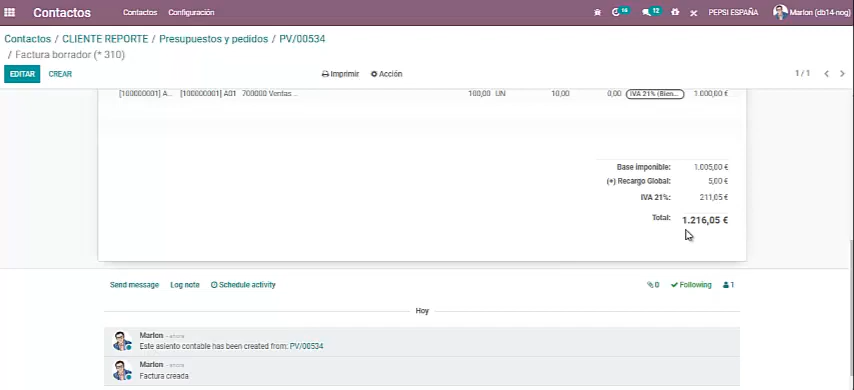 Contactos Contactos Configuración 16 12 PEPSI ESPAÑA Marlon (db14-nog)
Contactos / CLIENTE REPORTE / Presupuestos y pedidos / PV/00534
/ Factura borrador (* 310)
EDITAR CREAR Imprimir Acción 1 / 1
[100000001] A... [100000001] A01 700000 Ventas... 100,00 UN 10,00 0,00 IVA 21% (Bien... 1.000,00 €
Base imponible: 1.005,00 €
(+) Recargo Global: 5,00 €
IVA 21%: 211,05 €
Total: 1.216,05 €
Send message Log note Schedule activity 0 Following 1
Hoy
Marlon - ahora
Este asiento contable has been created from: PV/00534
Marlon - ahora
Factura creada